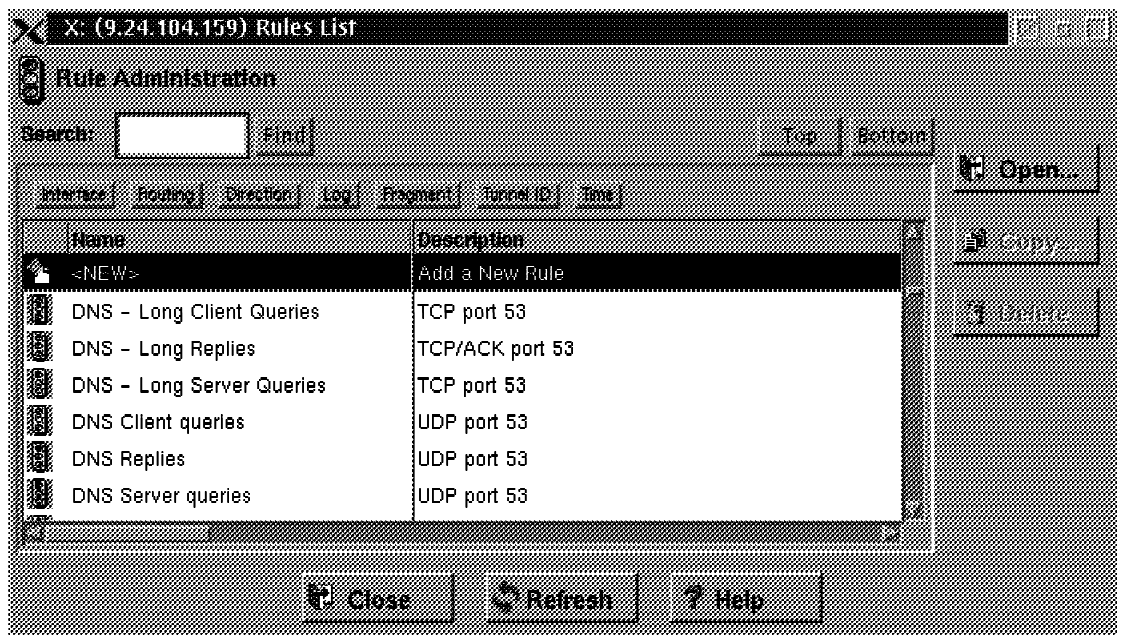 X: (9.24.104.159) Rules List
Rule Administration
Search: Find Top Bottom
Open...
Interface Routing Direction Log Fragment Tunnel ID Time
Name Description
Copy...
<NEW> Add a New Rule
DNS – Long Client Queries TCP port 53
Delete...
DNS – Long Replies TCP/ACK port 53
DNS – Long Server Queries TCP port 53
DNS Client queries UDP port 53
DNS Replies UDP port 53
DNS Server queries UDP port 53
Close Refresh ? Help